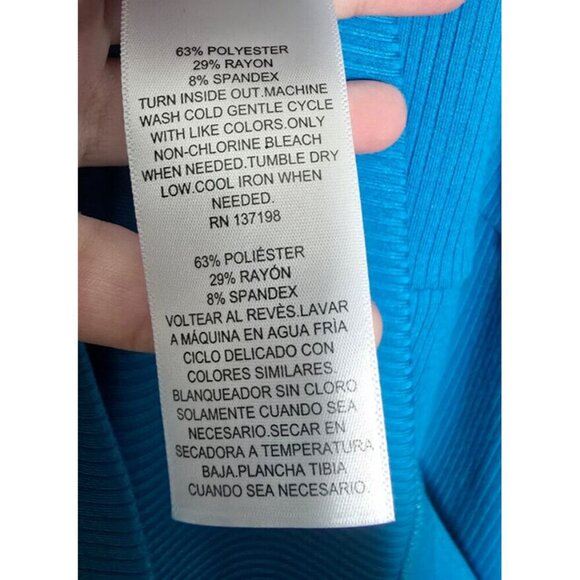 63% POLYESTER
29% RAYON
8% SPANDEX
TURN INSIDE OUT.MACHINE
WASH COLD GENTLE CYCLE
WITH LIKE COLORS.ONLY
NON-CHLORINE BLEACH
WHEN NEEDED.TUMBLE DRY
LOW.COOL IRON WHEN
NEEDED.
RN 137198
63% POLIÉSTER
29% RAYÓN
8% SPANDEX
VOLTEAR AL REVÈS.LAVAR
A MÁQUINA EN AGUA FRÌA
CICLO DELICADO CON
COLORES SIMILARES.
BLANQUEADOR SIN CLORO
SOLAMENTE CUANDO SEA
NECESARIO.SECAR EN
SECADORA A TEMPERATURA
BAJA.PLANCHA TIBIA
CUANDO SEA NECESARIO.